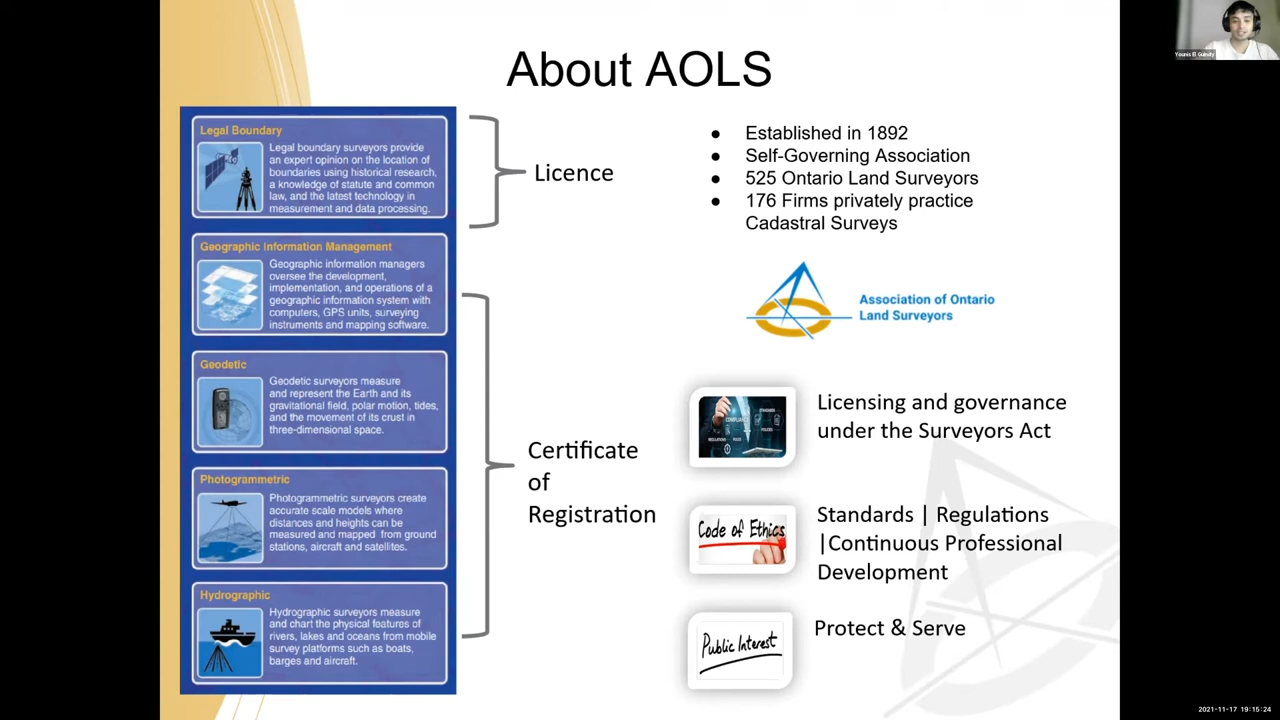 About AOLS
Legal Boundary
Legal boundary surveyors provide
an expert opinion on the location of
boundaries using historical research,
a knowledge of statute and common
law, and the latest technology in
measurement and data processing.
Geographic Information Management
Geographic information managers
oversee the development,
implementation, and operations of a
geographic information system with
computers, GPS units, surveying
instruments and mapping software.
Geodetic
Geodetic surveyors measure
and represent the Earth and its
gravitational field, polar motion, tides,
and the movement of its crust in
three-dimensional space.
Photogrammetric
Photogrammetric surveyors create
accurate scale models where
distances and heights can be
measured and mapped from ground
stations, aircraft and satellites.
Hydrographic
Hydrographic surveyors measure
and chart the physical features of
rivers, lakes and oceans from mobile
survey platforms such as boats,
barges and aircraft.
Licence
Certificate
of
Registration
● Established in 1892
● Self-Governing Association
● 525 Ontario Land Surveyors
● 176 Firms privately practice
Cadastral Surveys
Association of Ontario
Land Surveyors
COMPLIANCE
STANDARDS
POLICIES
REGULATIONS
RULES
Licensing and governance
under the Surveyors Act
Code of Ethics
Standards | Regulations
|Continuous Professional
Development
Public Interest
Protect & Serve
2021-11-17 19:15:24